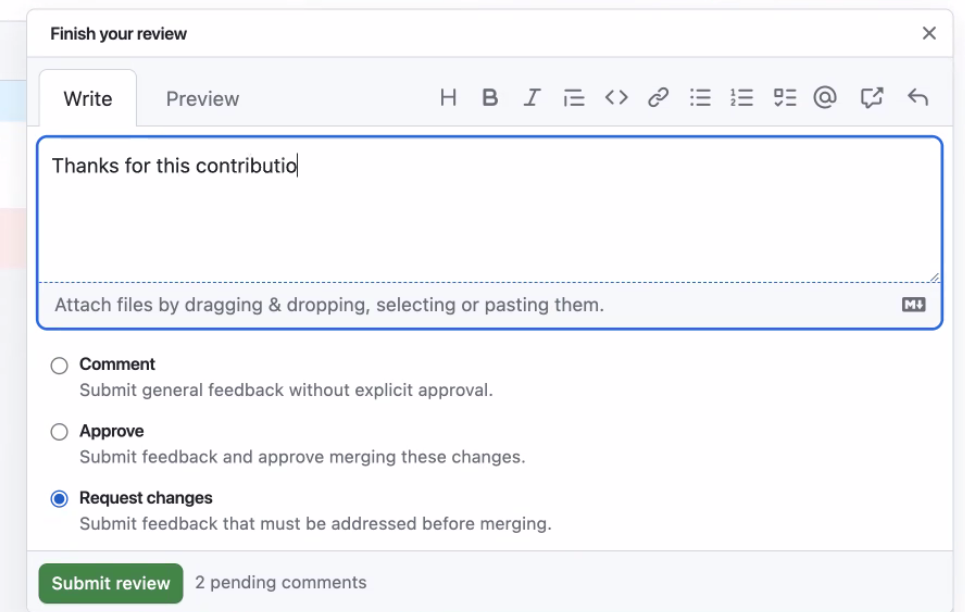 Finish your review
Write Preview H B I
Thanks for this contributio
Attach files by dragging & dropping, selecting or pasting them.
Comment
Submit general feedback without explicit approval.
Approve
Submit feedback and approve merging these changes.
Request changes
Submit feedback that must be addressed before merging.
Submit review 2 pending comments